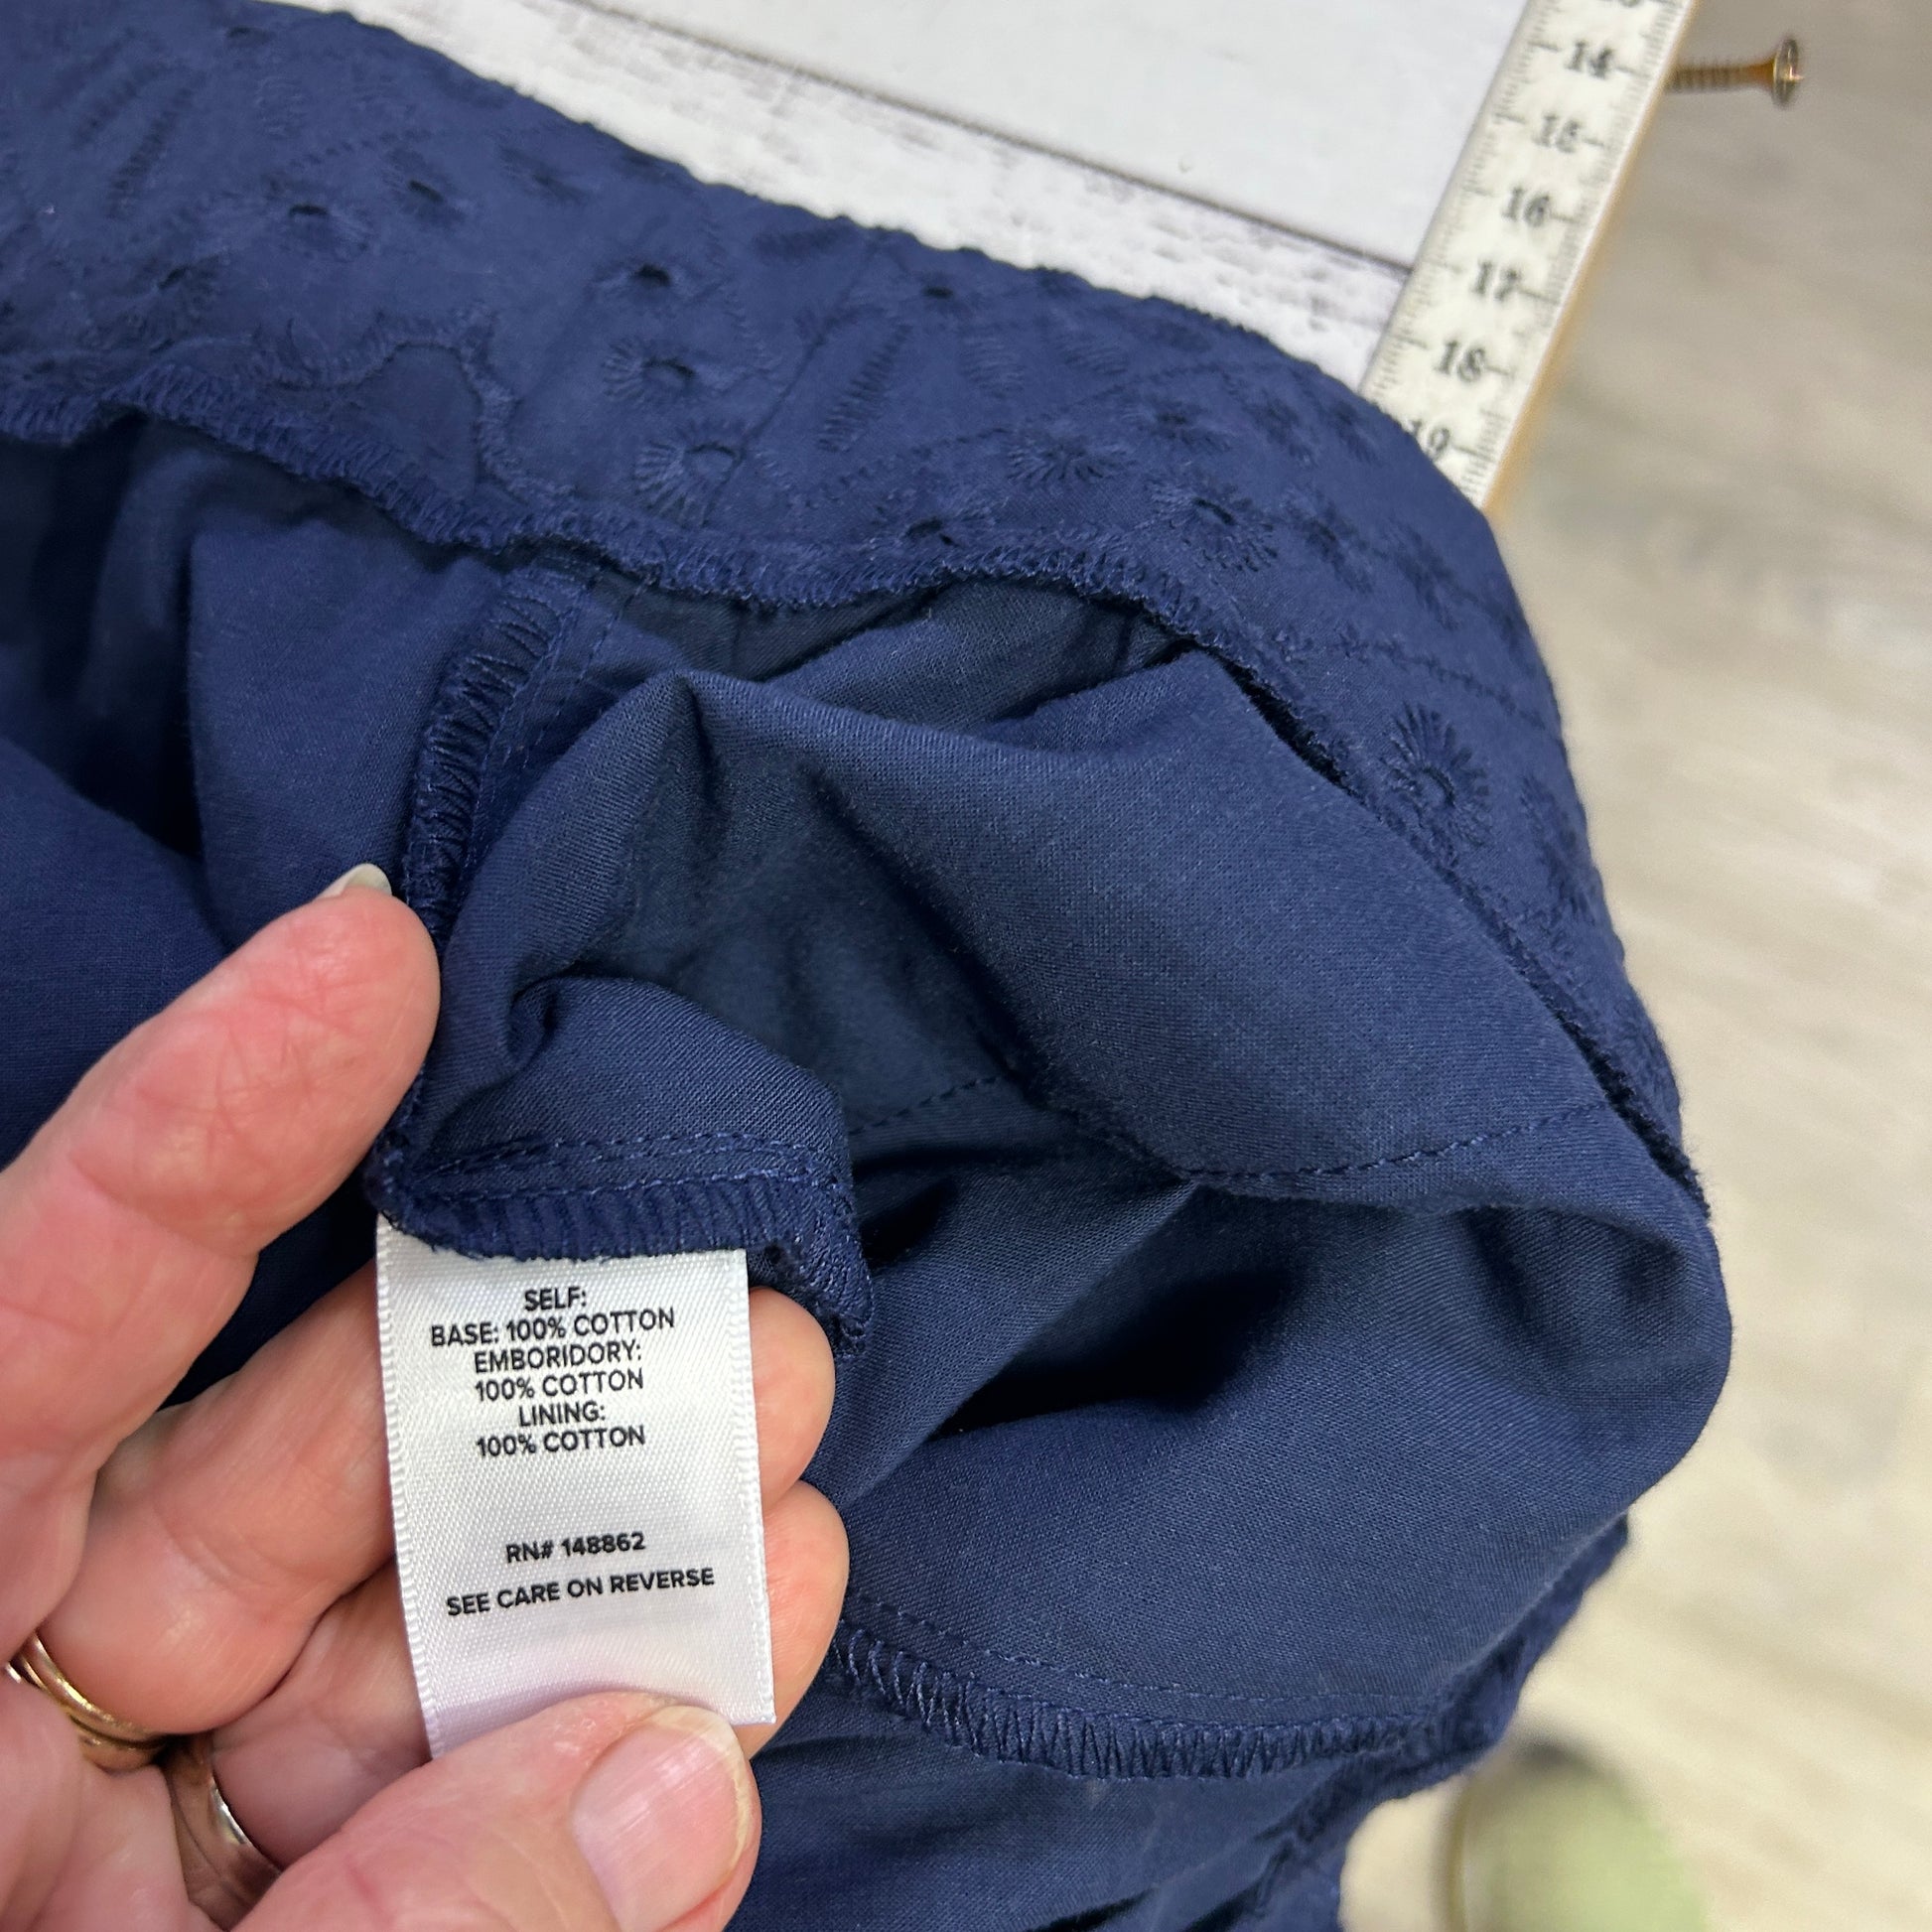 14
15
16
17
18
19
SELF:
BASE: 100% COTTON
EMBORIDORY:
100% COTTON
LINING:
100% COTTON
RN# 148862
SEE CARE ON REVERSE